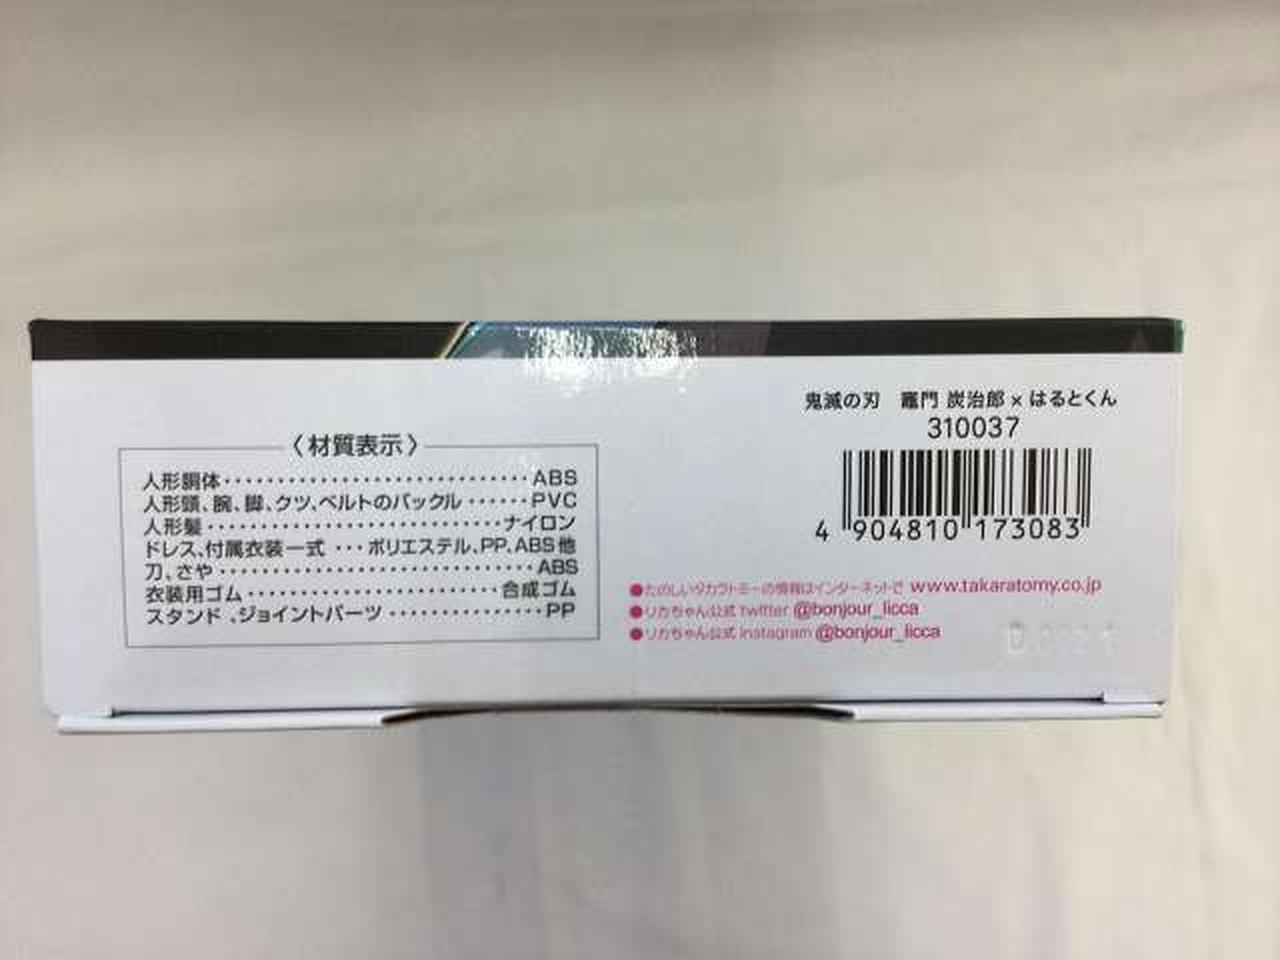 〈材質表示〉
人形胴体・・・・・・・・・・・・・・・・・・・・・・・・・・・・ABS
人形頭、腕、脚、クツ、ベルトのバックル・・・・・・PVC
人形髪・・・・・・・・・・・・・・・・・・・・・・・・・・・ナイロン
ドレス、付属衣装一式・・・ポリエステル、PP、ABS他
刀、さや・・・・・・・・・・・・・・・・・・・・・・・・・・・・・ABS
衣装用ゴム・・・・・・・・・・・・・・・・・・・・・・・合成ゴム
スタンド、ジョイントパーツ・・・・・・・・・・・・・・PP
鬼滅の刃 竈門 炭治郎×はるとくん
310037
4 904810 173083
●たのしいタカラトミーの情報はインターネットで www.takaratomy.co.jp
●リカちゃん公式 twitter @bonjour_licca
●リカちゃん公式 instagram @bonjour_licca